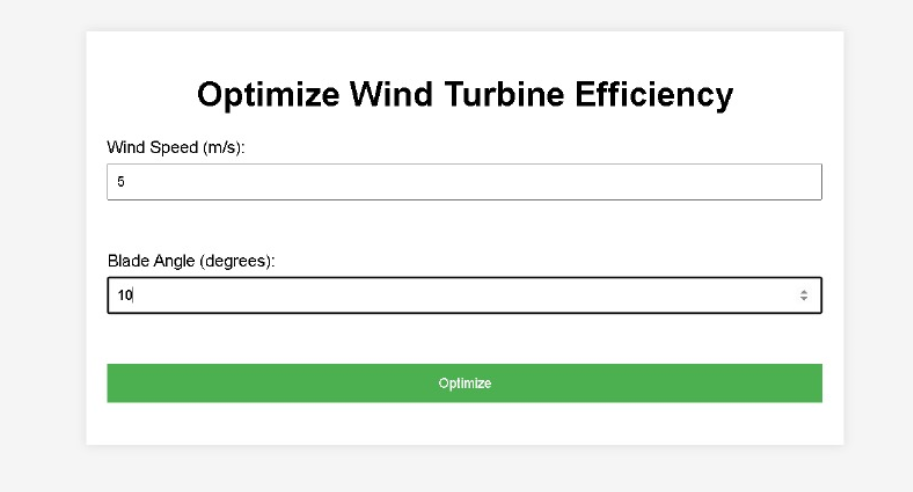 Optimize Wind Turbine Efficiency
Wind Speed (m/s):
5
Blade Angle (degrees):
10
Optimize